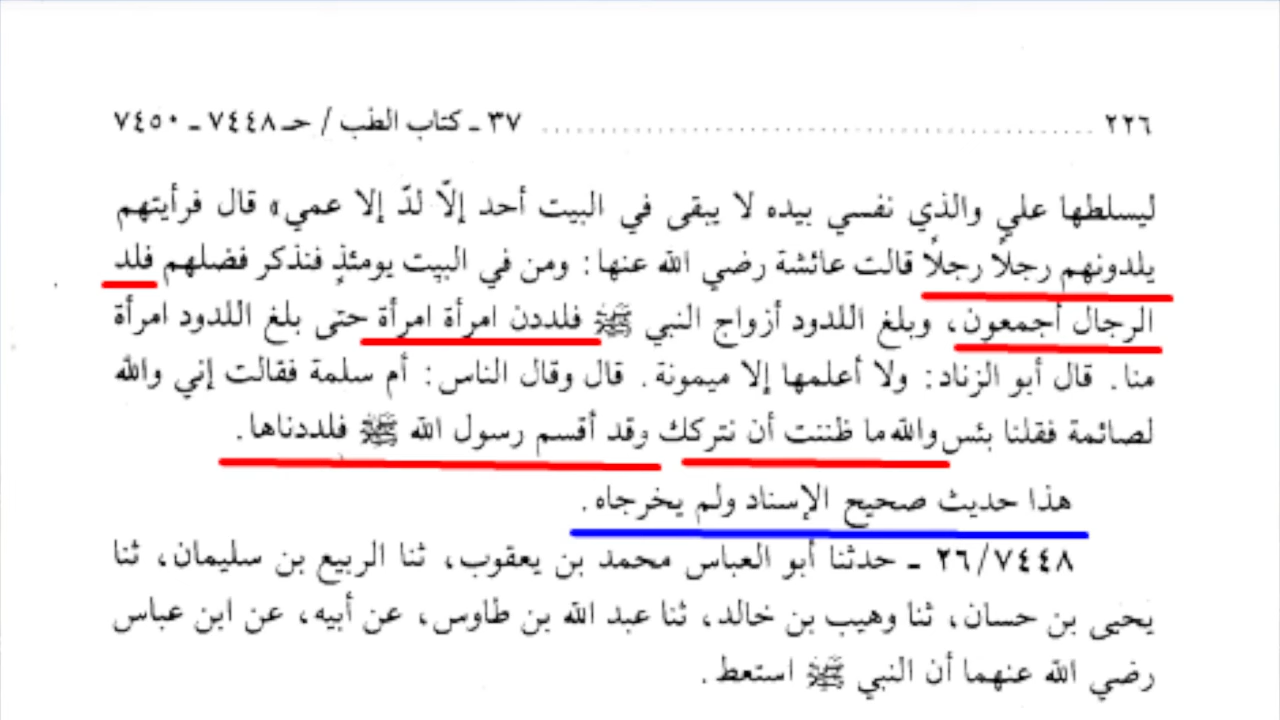 ٢٢٦ ................................ ٣٧ ـ كتاب الطب / حـ ٧٤٤٨ ـ ٧٤٥٠
ليسلطها علي والذي نفسي بيده لا يبقى في البيت أحد إلّا لدّ إلا عمي» قال فرأيتهم
يلدونهم رجلاً رجلاً قالت عائشة رضي الله عنها: ومن في البيت يومئذٍ فنذكر فضلهم فلد
الرجال أجمعون، وبلغ اللدود أزواج النبي ﷺ فلددن امرأة امرأة حتى بلغ اللدود امرأة
منا. قال أبو الزناد: ولا أعلمها إلا ميمونة. قال وقال الناس: أم سلمة فقالت إني والله
لصائمة فقلنا بئس والله ما ظننت أن نتركك وقد أقسم رسول الله ﷺ فلددناها.
هذا حديث صحيح الإسناد ولم يخرجاه.
٢٦/٧٤٤٨ ـ حدثنا أبو العباس محمد بن يعقوب، ثنا الربيع بن سليمان، ثنا
يحيى بن حسان، ثنا وهيب بن خالد، ثنا عبد الله بن طاوس، عن أبيه، عن ابن عباس
رضي الله عنهما أن النبي ﷺ استعط.